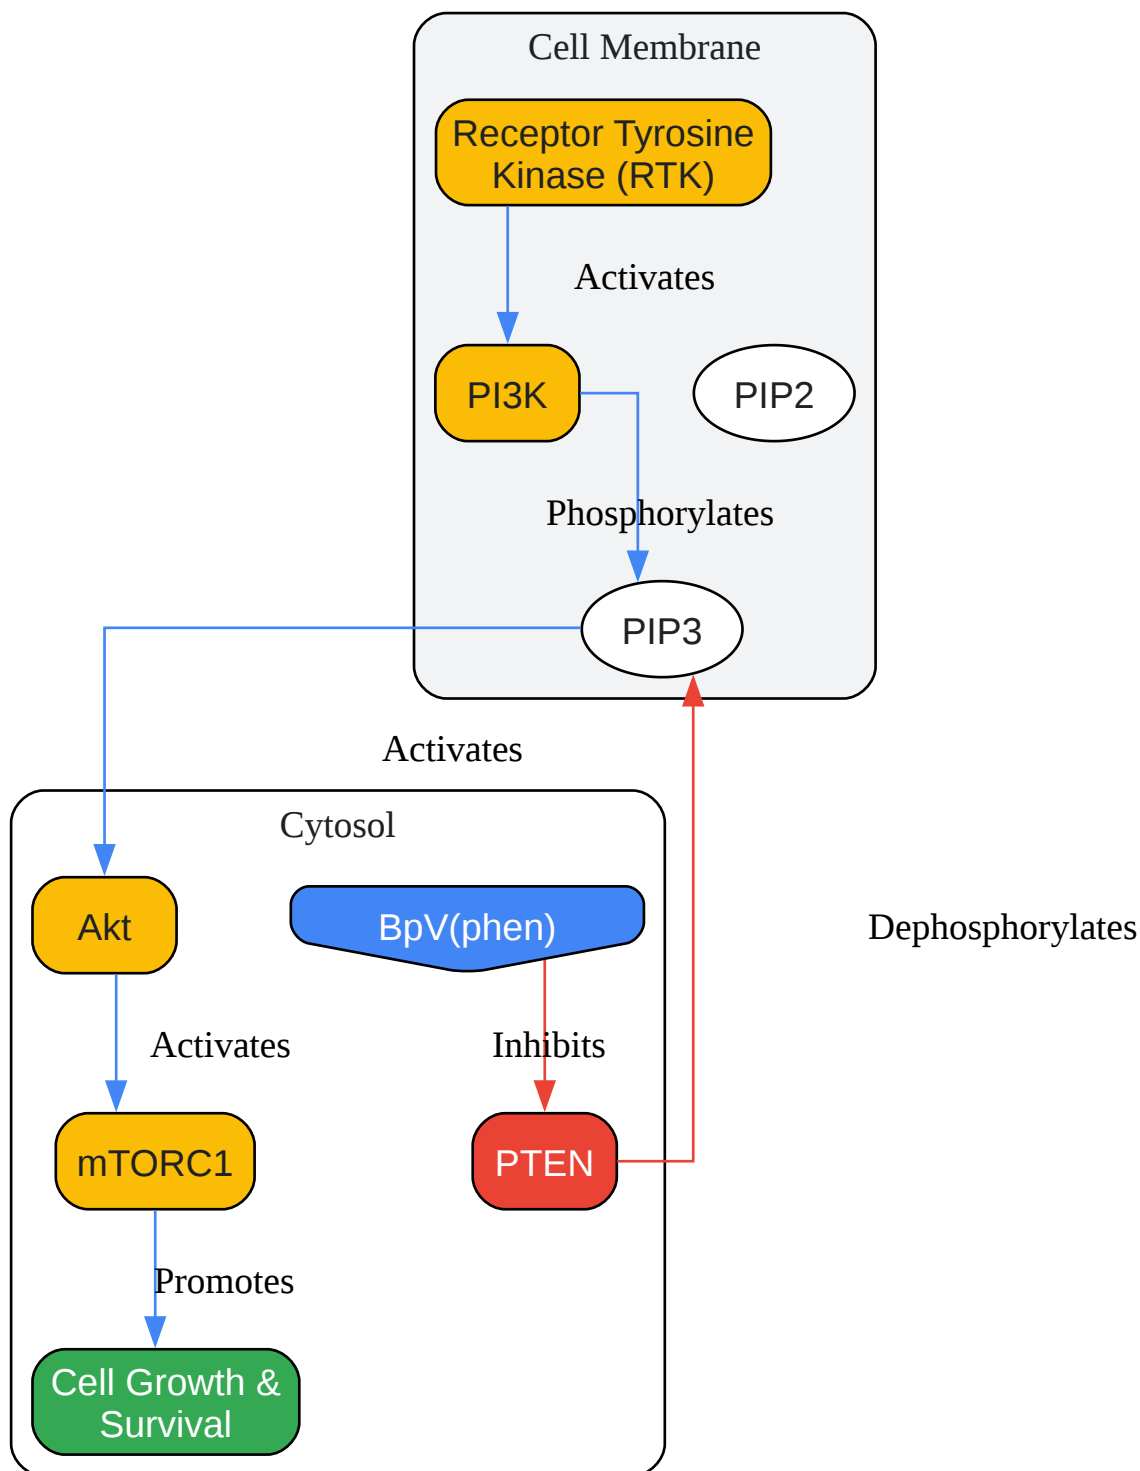 Cell Membrane
Receptor Tyrosine
Kinase (RTK)
Activates
PI3K
PIP2
Phosphorylates
PIP3
Activates
Cytosol
Akt
BpV(phen)
Dephosphorylates
Activates
Inhibits
mTORC1
PTEN
Promotes
Cell Growth &
Survival